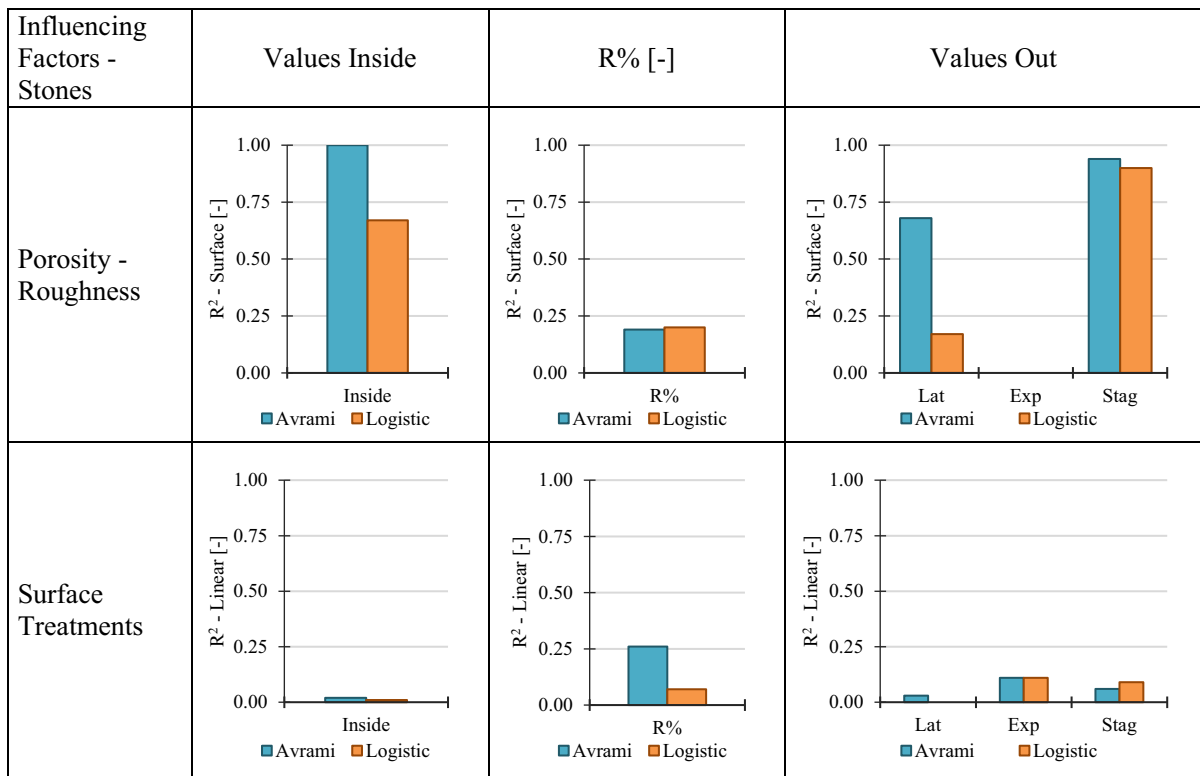 Influencing
Factors -
Stones
Values Inside
R% [-]
Values Out
Porosity -
Roughness
R² - Surface [-]
1.00
0.75
0.50
0.25
0.00
Inside
Avrami Logistic
R² - Surface [-]
1.00
0.75
0.50
0.25
0.00
R%
Avrami Logistic
R² - Surface [-]
1.00
0.75
0.50
0.25
0.00
Lat Exp Stag
Avrami Logistic
Surface
Treatments
R² - Linear [-]
1.00
0.75
0.50
0.25
0.00
Inside
Avrami Logistic
R² - Linear [-]
1.00
0.75
0.50
0.25
0.00
R%
Avrami Logistic
R² - Linear [-]
1.00
0.75
0.50
0.25
0.00
Lat Exp Stag
Avrami Logistic